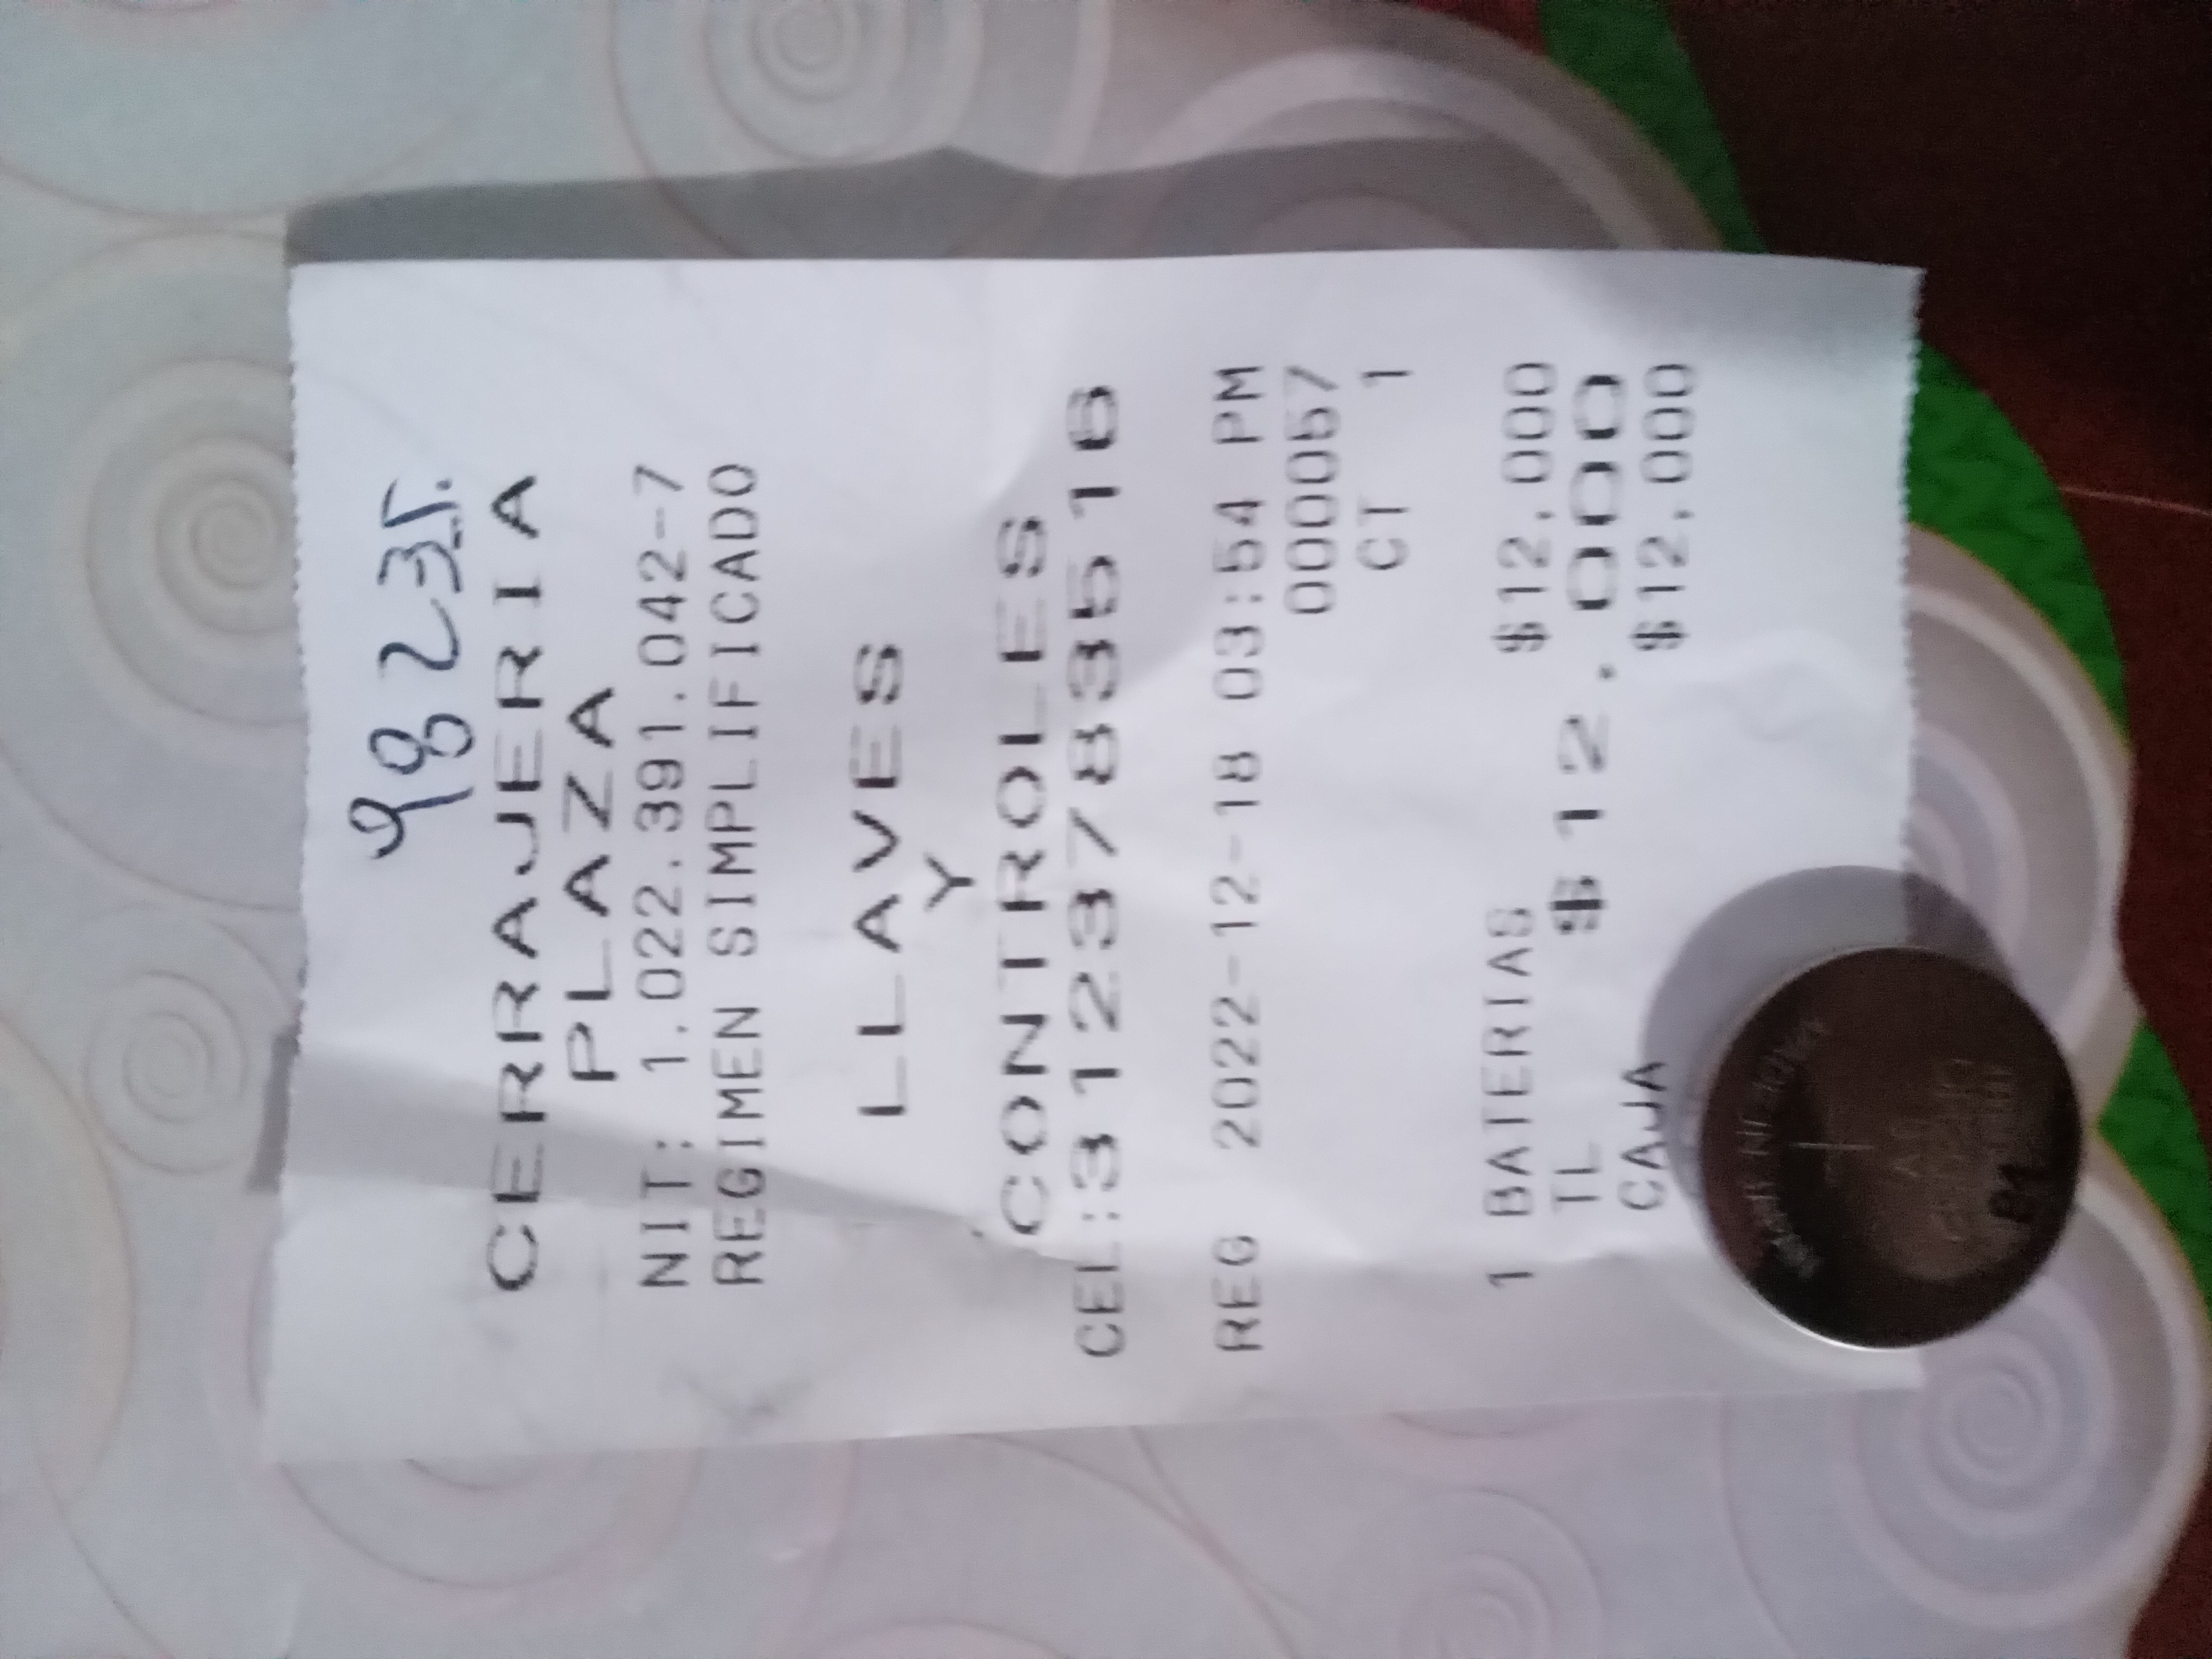 98235.
CERRAJERIA
PLAZA
NIT: 1.022.391.042-7
REGIMEN SIMPLIFICADO
LLAVES
Y
CONTROLES
CEL:3123783516
REG 2022-12-18 03:54 PM
000057
CT 1
1 BATERIAS $12,000
TL $12.000
CAJA $12,000